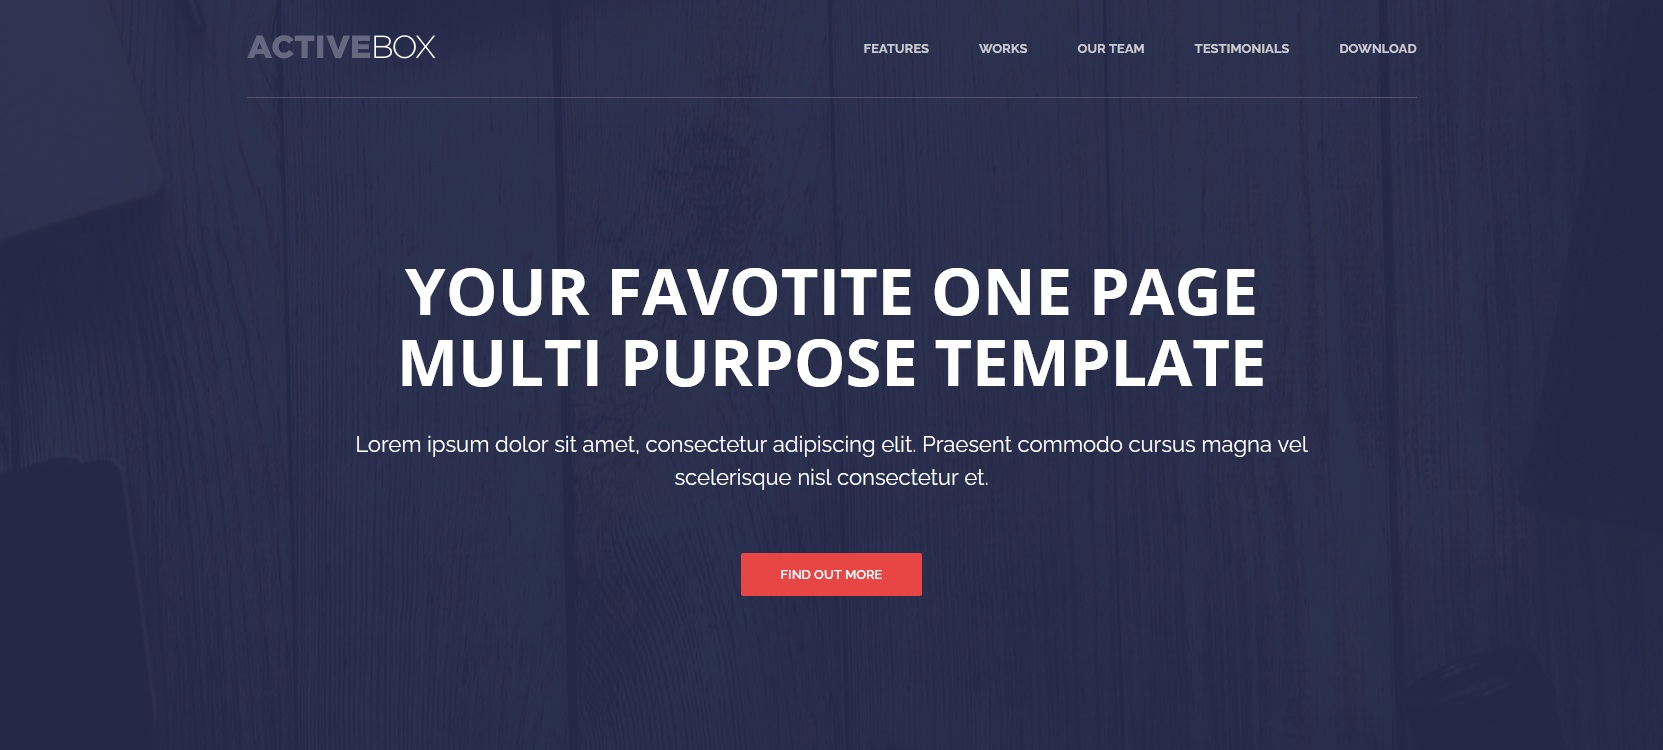 ACTIVEBOX
FEATURES WORKS OUR TEAM TESTIMONIALS DOWNLOAD
YOUR FAVOTITE ONE PAGE
MULTI PURPOSE TEMPLATE
Lorem ipsum dolor sit amet, consectetur adipiscing elit. Praesent commodo cursus magna vel
scelerisque nisl consectetur et.
FIND OUT MORE